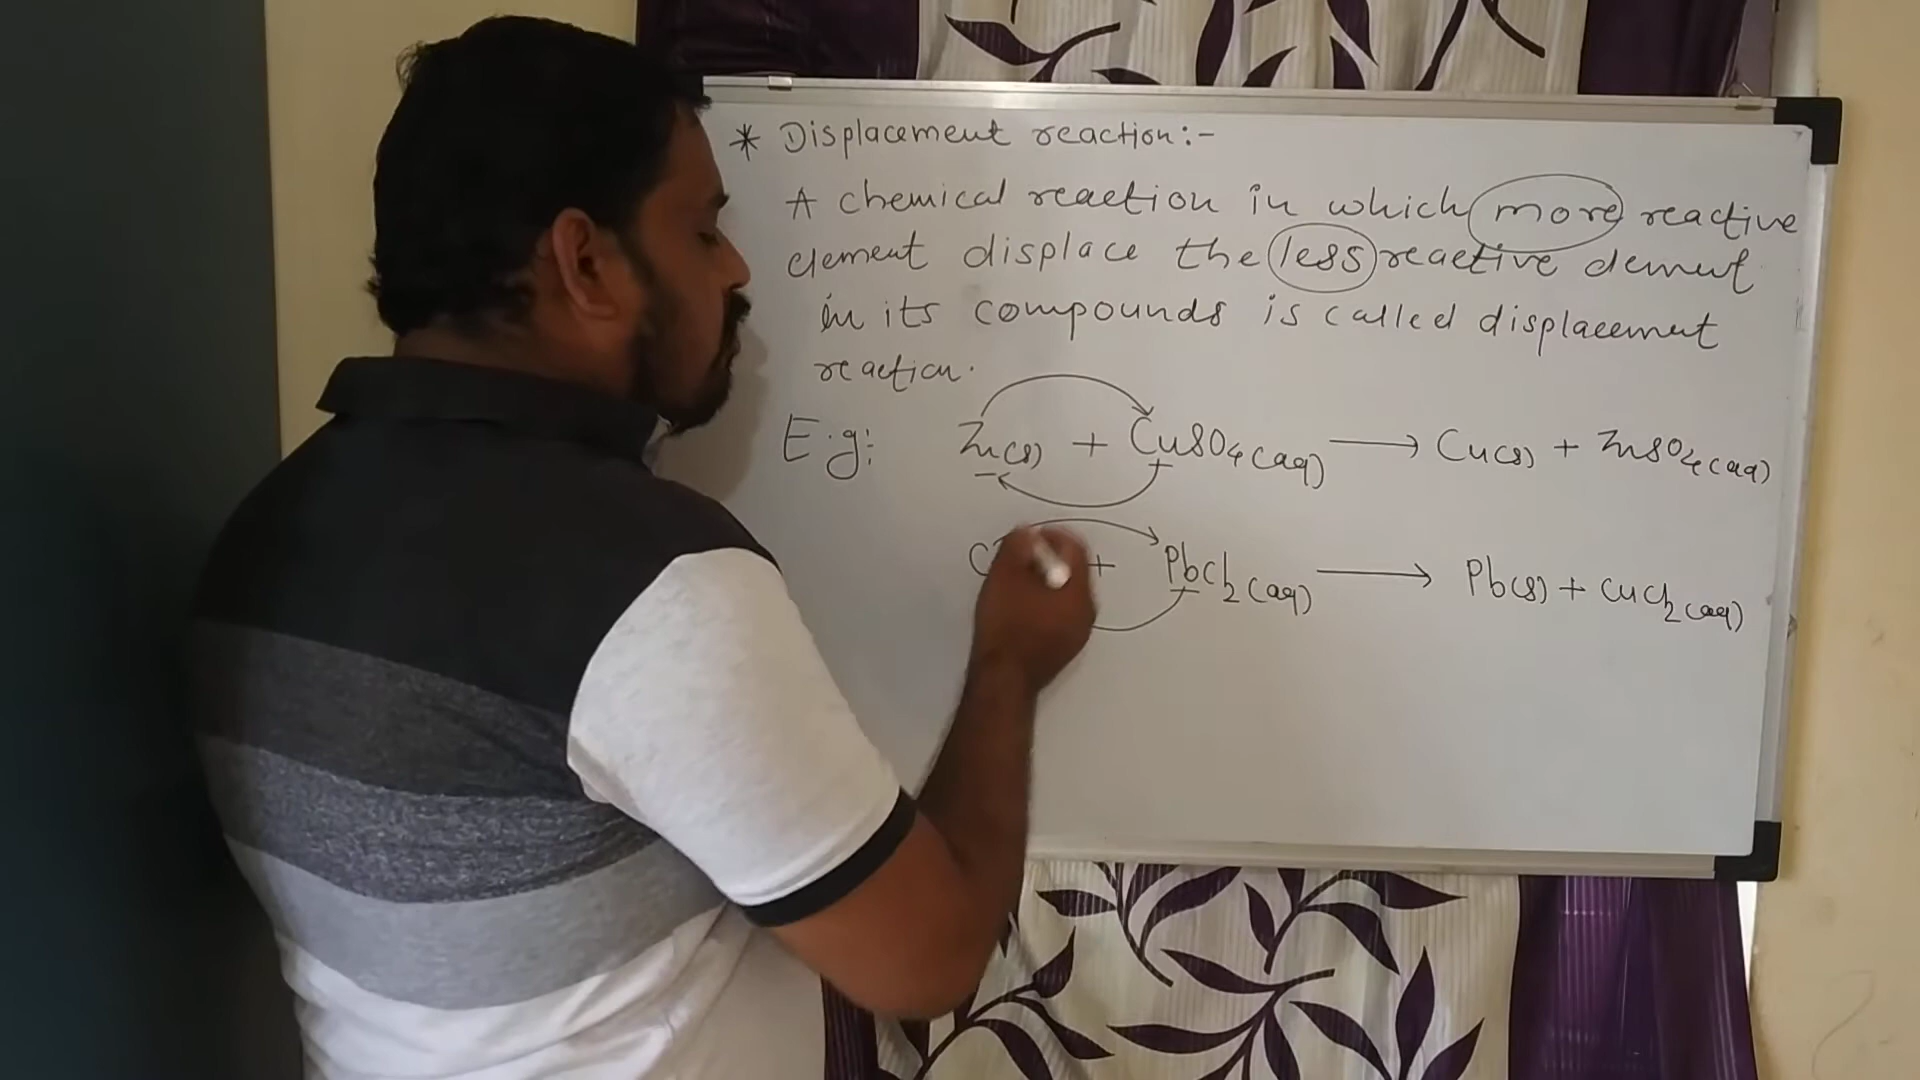 * Displacement reaction:-
A chemical reaction in which more reactive
element displace the less reactive element
in its compounds is called displacement
reaction.
E.g: Zn(s) + CuSO4(aq) ⟶ Cu(s) + ZnSO4(aq)
C + PbCl2(aq) ⟶ Pb(s) + CuCl2(aq)